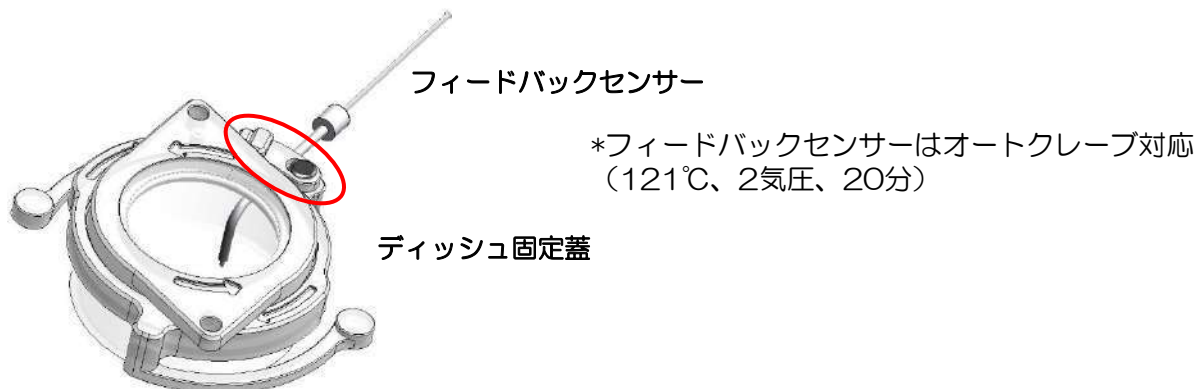 フィードバックセンサー
*フィードバックセンサーはオートクレーブ対応
（121℃、2気圧、20分）
ディッシュ固定蓋